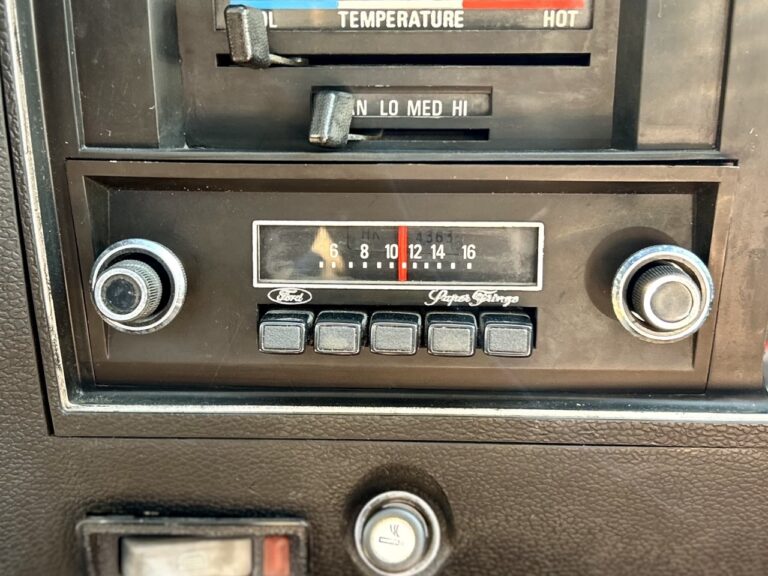 TEMPERATURE HOT
LO MED HI
6 8 10 12 14 16
Ford